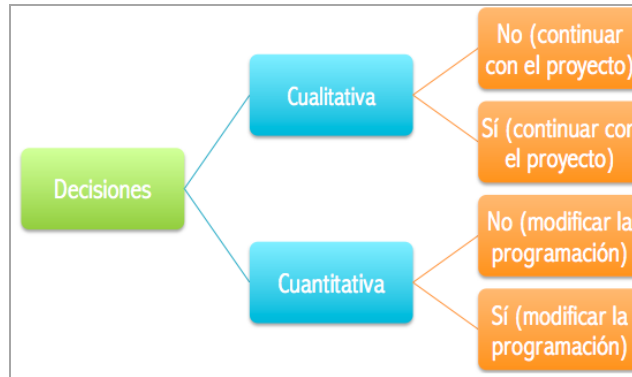 Decisiones
Cualitativa
Cuantitativa
No (continuar
con el proyecto)
Sí (continuar con
el proyecto)
No (modificar la
programación)
Sí (modificar la
programación)